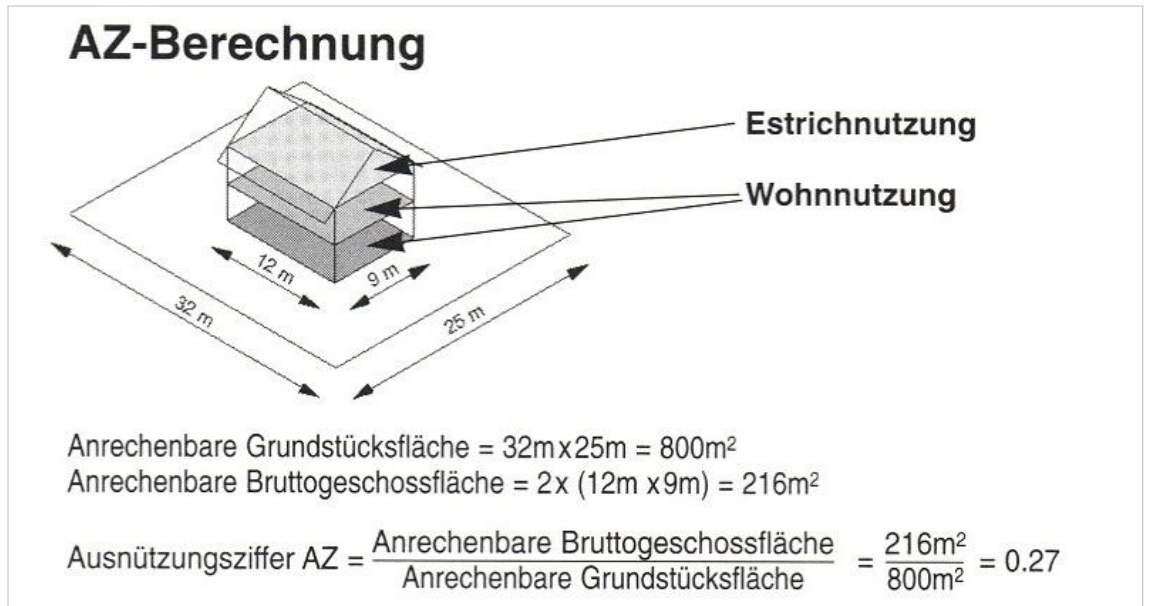 AZ-Berechnung
Estrichnutzung
Wohnnutzung
12 m
9 m
32 m
25 m
Anrechenbare Grundstücksfläche = 32m x 25m = 800m²
Anrechenbare Bruttogeschossfläche = 2x (12m x 9m) = 216m²
Ausnützungsziffer AZ = Anrechenbare Bruttogeschossfläche / Anrechenbare Grundstücksfläche = 216m² / 800m² = 0.27